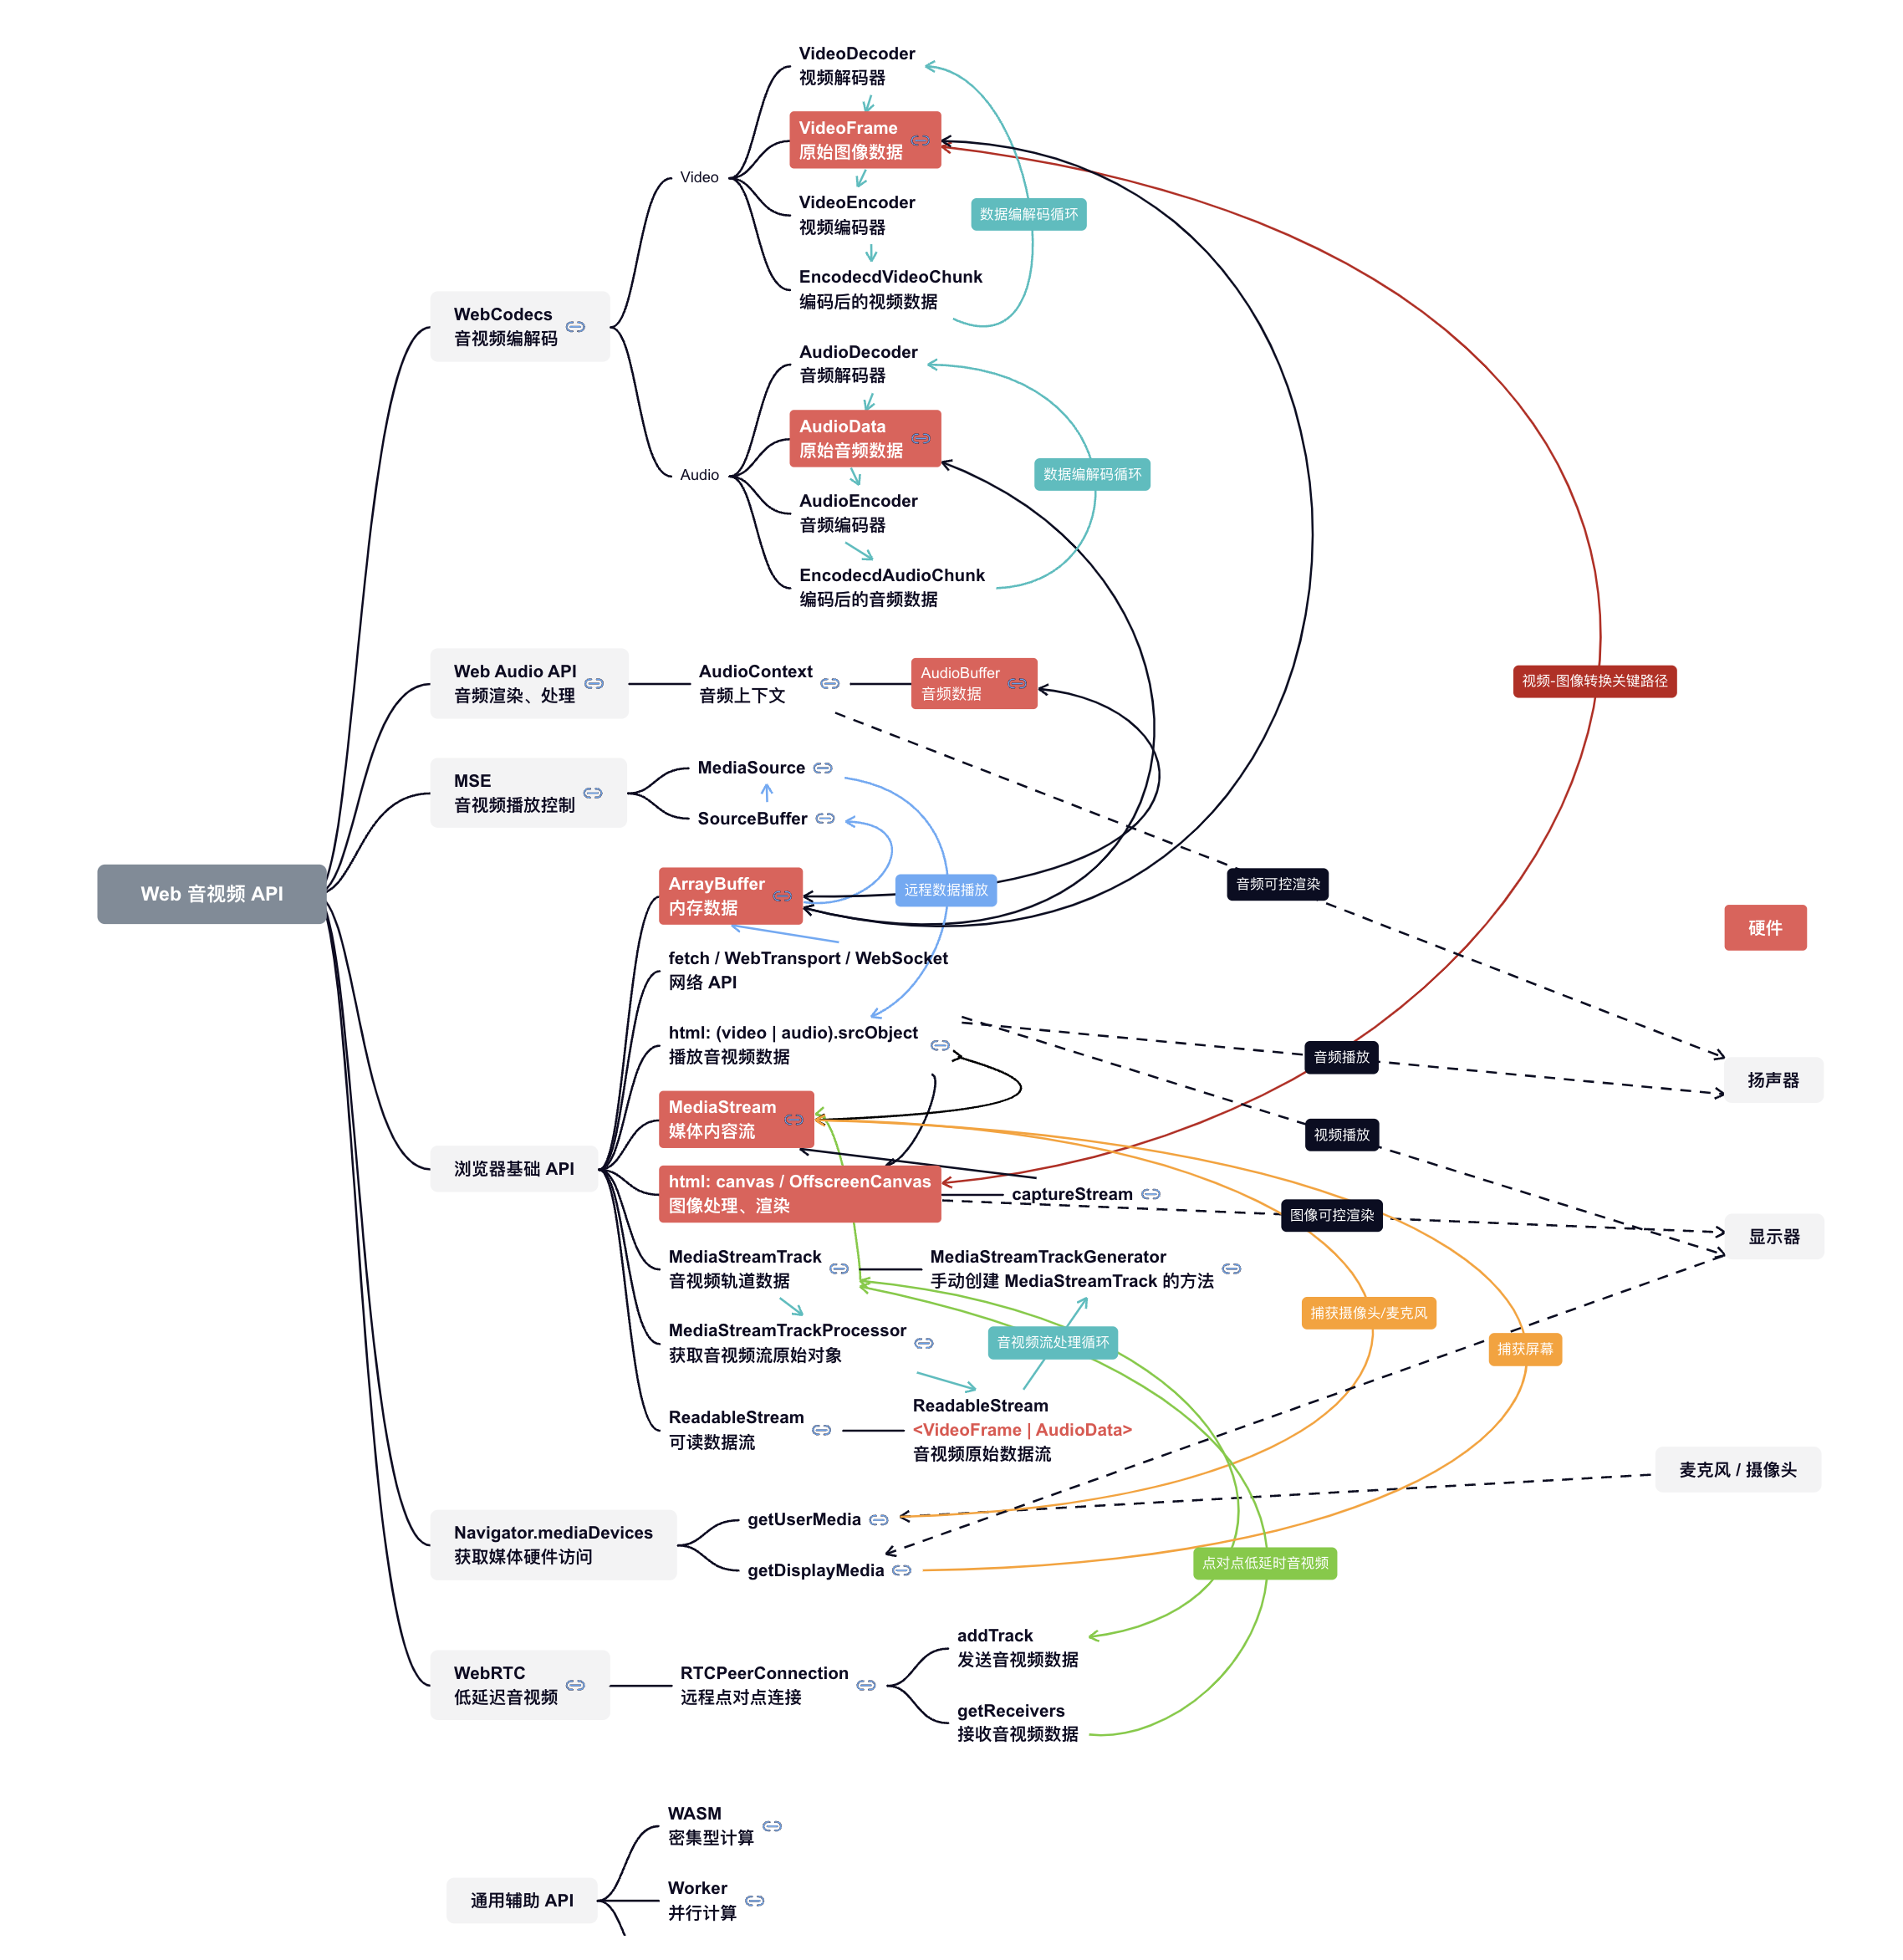 VideoDecoder
视频解码器
VideoFrame
原始图像数据
Video
VideoEncoder
视频编码器
数据编解码循环
EncodecdVideoChunk
编码后的视频数据
WebCodecs
音视频编解码
AudioDecoder
音频解码器
AudioData
原始音频数据
Audio
数据编解码循环
AudioEncoder
音频编码器
EncodecdAudioChunk
编码后的音频数据
Web Audio API
音频渲染、处理
AudioContext
音频上下文
AudioBuffer
音频数据
视频-图像转换关键路径
MSE
音视频播放控制
MediaSource
SourceBuffer
Web 音视频 API
ArrayBuffer
内存数据
远程数据播放
音频可控渲染
硬件
fetch / WebTransport / WebSocket
网络 API
html: (video | audio).srcObject
播放音视频数据
音频播放
扬声器
MediaStream
媒体内容流
视频播放
浏览器基础 API
html: canvas / OffscreenCanvas
图像处理、渲染
captureStream
图像可控渲染
显示器
MediaStreamTrack
音视频轨道数据
MediaStreamTrackGenerator
手动创建 MediaStreamTrack 的方法
捕获摄像头/麦克风
MediaStreamTrackProcessor
获取音视频流原始对象
音视频流处理循环
捕获屏幕
ReadableStream
可读数据流
ReadableStream
<VideoFrame | AudioData>
音视频原始数据流
麦克风 / 摄像头
Navigator.mediaDevices
获取媒体硬件访问
getUserMedia
getDisplayMedia
点对点低延时音视频
WebRTC
低延迟音视频
RTCPeerConnection
远程点对点连接
addTrack
发送音视频数据
getReceivers
接收音视频数据
WASM
密集型计算
通用辅助 API
Worker
并行计算